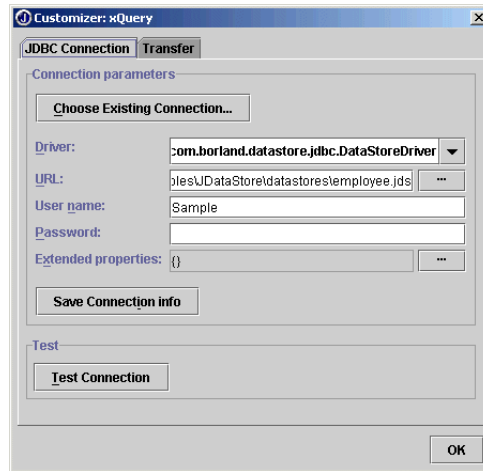 Customizer: xQuery
JDBC Connection Transfer
Connection parameters
Choose Existing Connection...
Driver: com.borland.datastore.jdbc.DataStoreDriver
URL: ples\JDataStore\datastores\employee.jds ...
User name: Sample
Password:
Extended properties: {} ...
Save Connection info
Test
Test Connection
OK